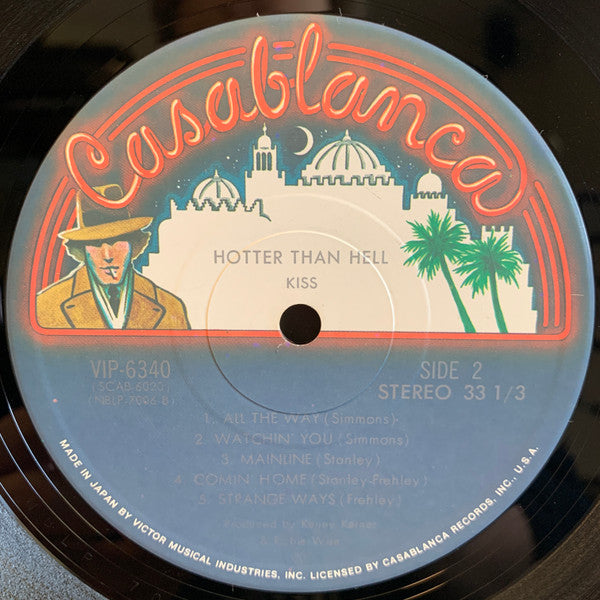 Casablanca
HOTTER THAN HELL
KISS
VIP-6340
(SCAB-6020)
(NBLP-7006-B)
SIDE 2
STEREO 33 1/3
1. ALL THE WAY (Simmons)
2. WATCHIN' YOU (Simmons)
3. MAINLINE (Stanley)
4. COMIN' HOME (Stanley-Frehley)
5. STRANGE WAYS (Frehley)
Produced by Kenny Kerner
& Richie Wise
MADE IN JAPAN BY VICTOR MUSICAL INDUSTRIES, INC. LICENSED BY CASABLANCA RECORDS, INC., U.S.A.